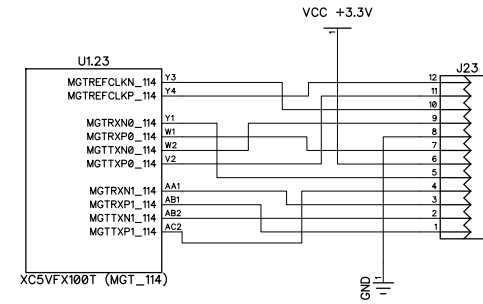 VCC +3.3V
1
U1.23
J23
MGTREFCLKN_114 Y3 12
MGTREFCLKP_114 Y4 11
10
MGTRXN0_114 Y1 9
MGTRXP0_114 W1 8
MGTTXN0_114 W2 7
MGTTXP0_114 V2 6
5
MGTRXN1_114 AA1 4
MGTRXP1_114 AB1 3
MGTTXN1_114 AB2 2
MGTTXP1_114 AC2 1
XC5VFX100T (MGT_114)
GND 1